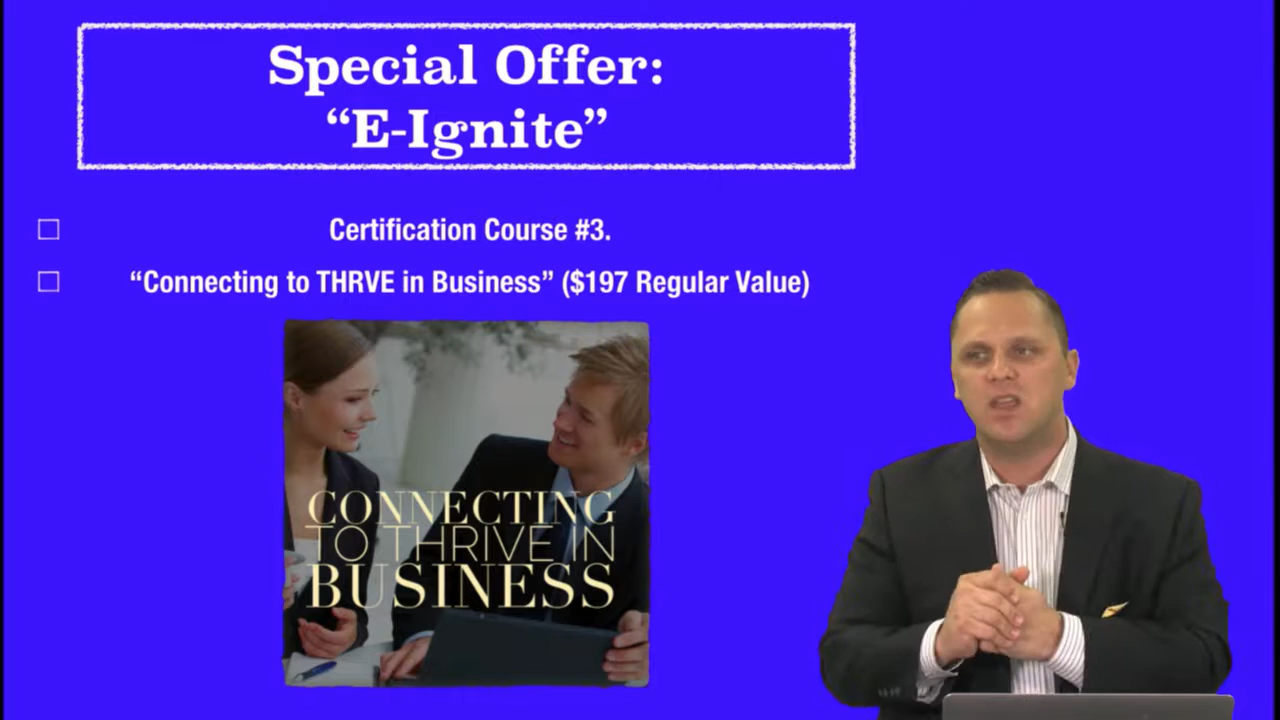 Special Offer:
“E-Ignite”
Certification Course #3.
“Connecting to THRVE in Business” ($197 Regular Value)
CONNECTING
TO THRIVE IN
BUSINESS